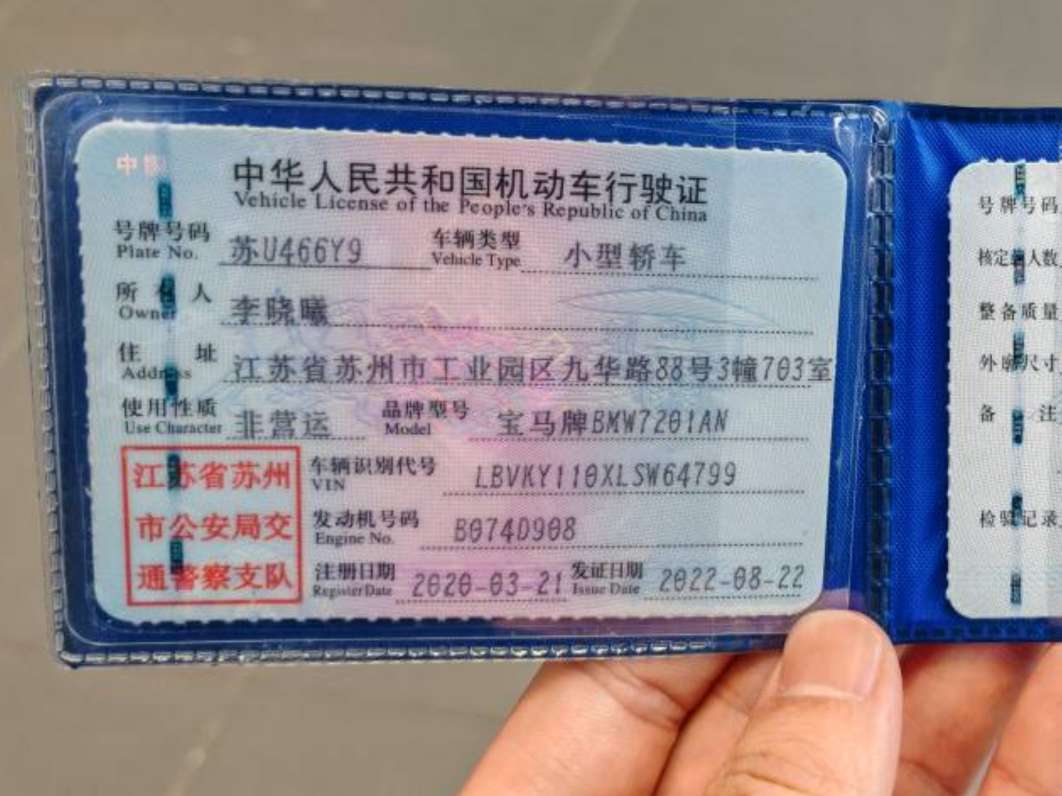 中华人民共和国机动车行驶证
Vehicle License of the People's Republic of China
号牌号码 苏U466Y9 车辆类型 小型轿车
Plate No. Vehicle Type
所有人 李晓曦
Owner
住址 江苏省苏州市工业园区九华路88号3幢703室
Address
使用性质 非营运 品牌型号 宝马牌BMW7201AN
Use Character Model
江苏省苏州
市公安局交
通警察支队
车辆识别代号 LBVKY110XLSW64799
VIN
发动机号码 B074D908
Engine No.
注册日期 2020-03-21 发证日期 2022-08-22
Register Date Issue Date
号牌号码
核定 人数
整备质量
外廓尺寸
备注
检验记录